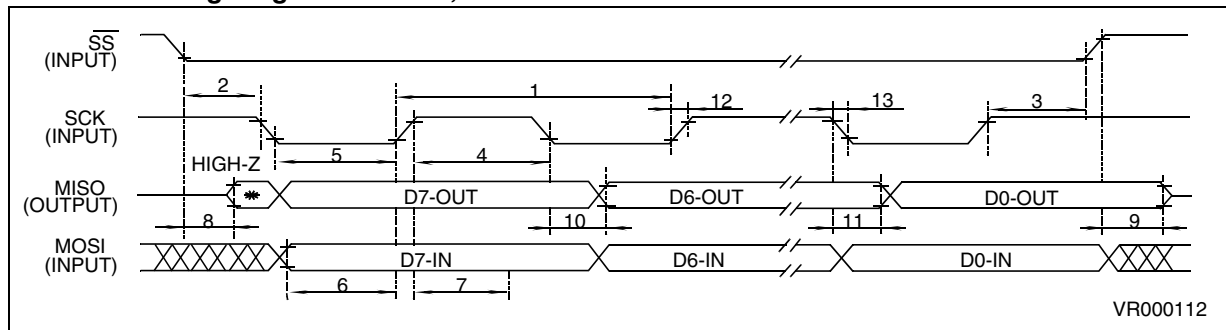 SS
(INPUT)
2
1
12
13
3
SCK
(INPUT)
HIGH-Z
5
4
MISO
(OUTPUT)
*
D7-OUT
D6-OUT
D0-OUT
8
10
11
9
MOSI
(INPUT)
D7-IN
D6-IN
D0-IN
6
7
VR000112